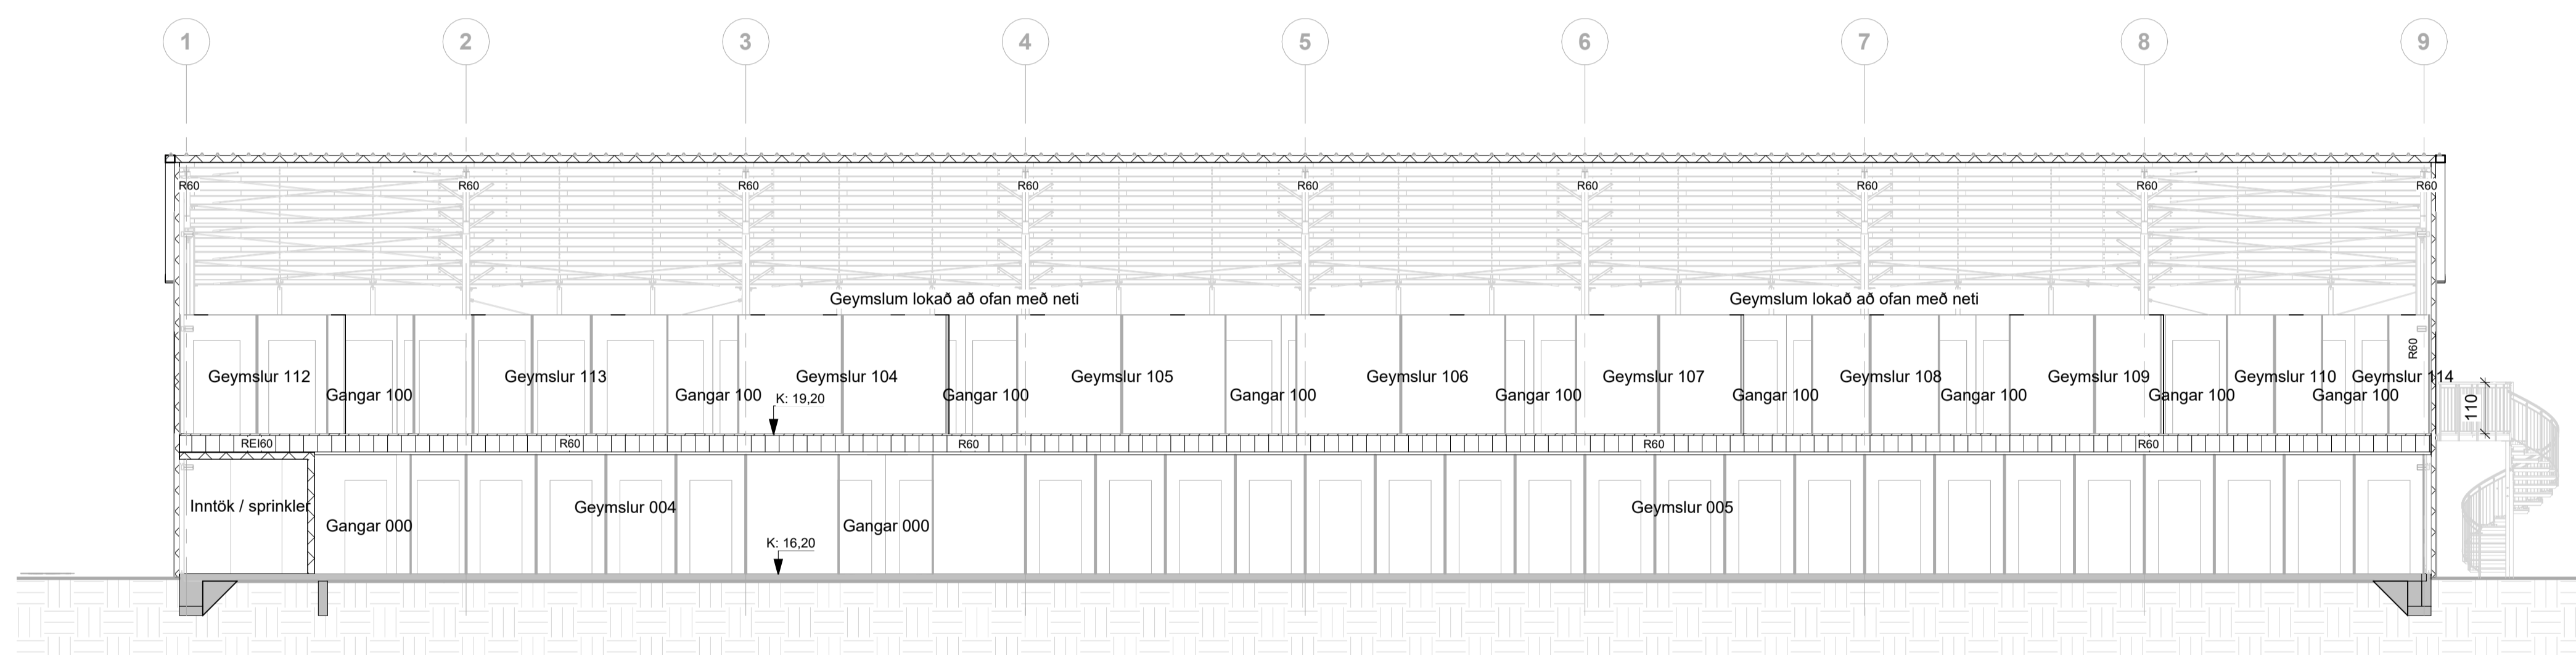 1 2 3 4 5 6 7 8 9
R60 R60 R60 R60 R60 R60 R60 R60 R60
Geymslum lokað að ofan með neti Geymslum lokað að ofan með neti
R60
Geymslur 112 Geymslur 113 Geymslur 104 Geymslur 105 Geymslur 106 Geymslur 107 Geymslur 108 Geymslur 109 Geymslur 110 Geymslur 114
Gangar 100 Gangar 100 Gangar 100 Gangar 100 Gangar 100 Gangar 100 Gangar 100 Gangar 100 Gangar 100
K: 19,20
110
REI60 R60 R60 R60 R60
Inntök / sprinkler Geymslur 004 Geymslur 005
Gangar 000 Gangar 000
K: 16,20